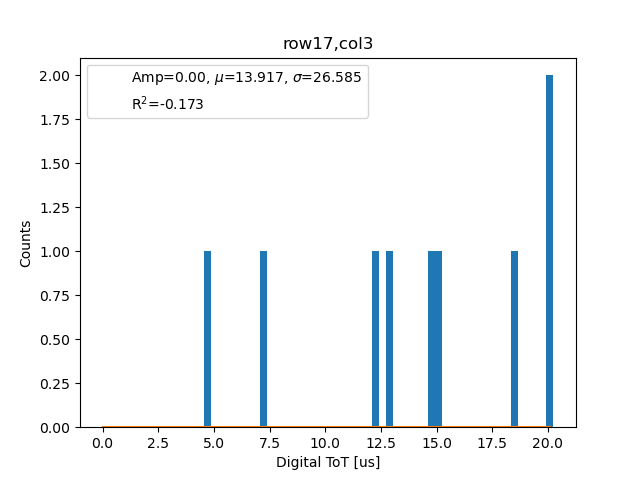 row17,col3
Amp=0.00, μ=13.917, σ=26.585
R²=-0.173
2.00
1.75
1.50
1.25
1.00
0.75
0.50
0.25
0.00
Counts
0.0 2.5 5.0 7.5 10.0 12.5 15.0 17.5 20.0
Digital ToT [us]